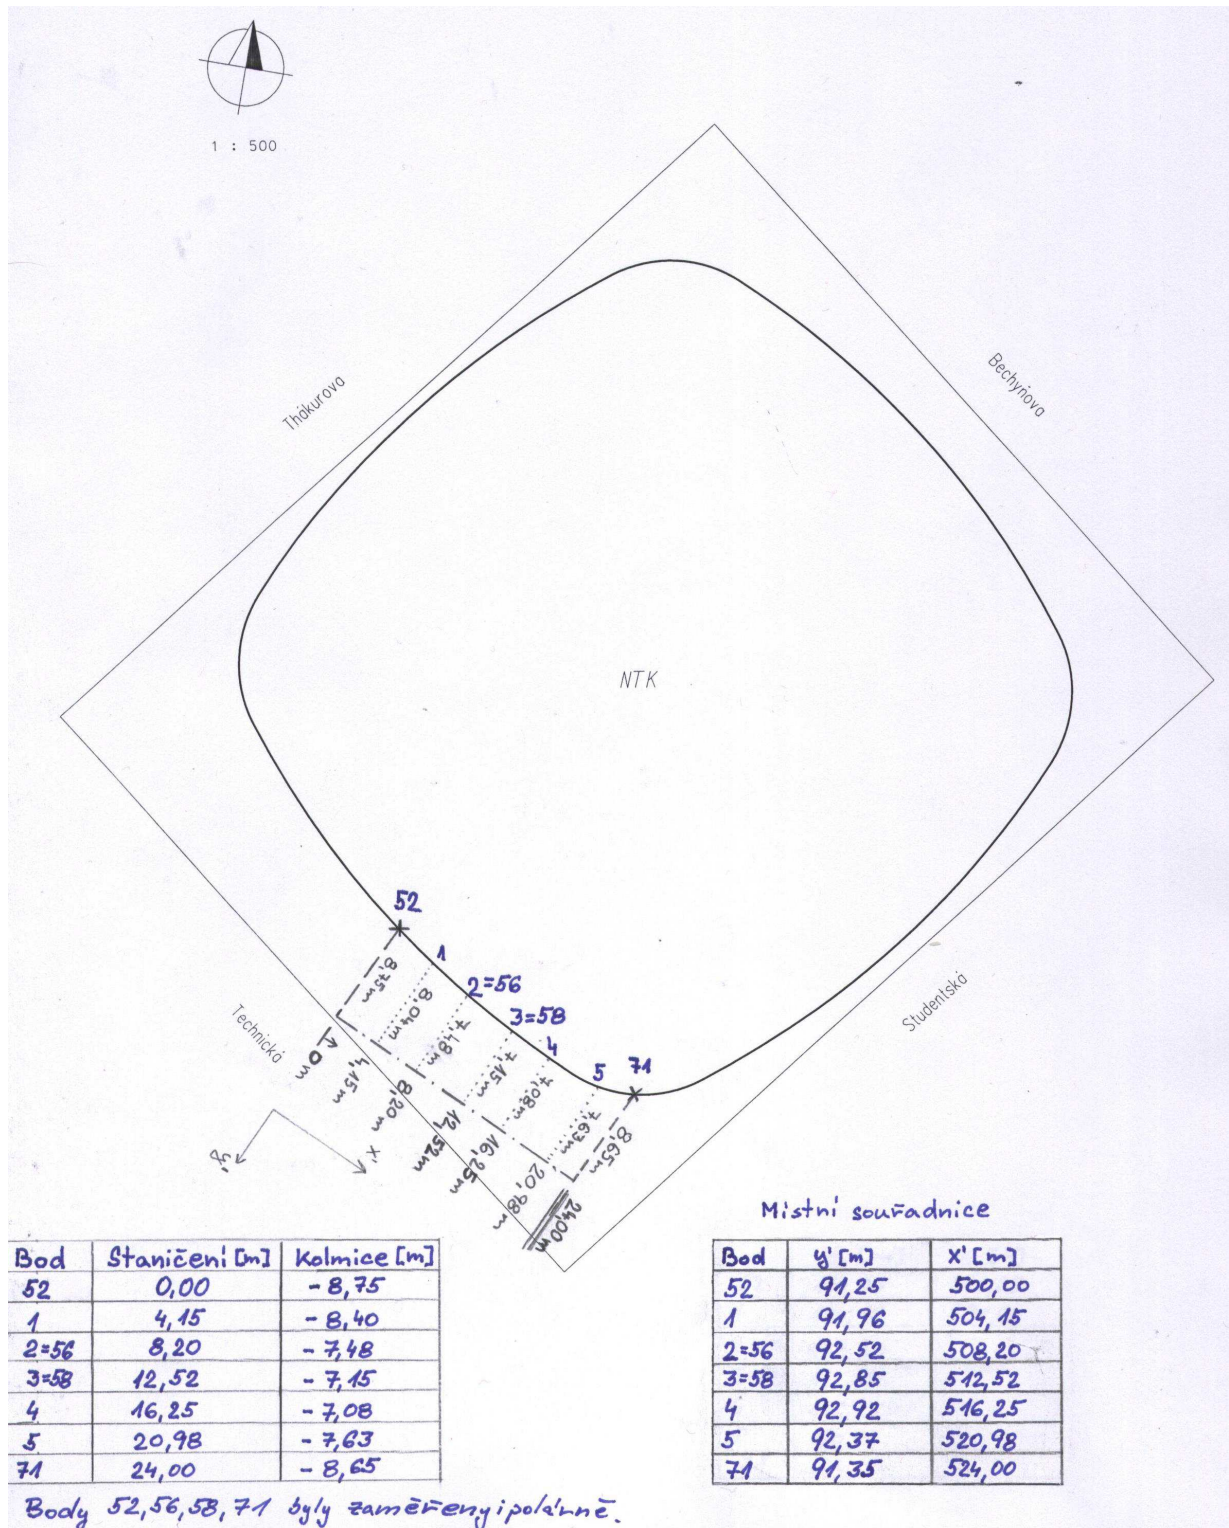 1 : 500
Thákurova
Bechyňova
NTK
52
1
2=56
3=58
4
5
71
8,75m
8,04m
7,48m
7,15m
7,08m
7,63m
8,65m
Technická
Studentská
0m
4,15m
8,20m
12,52m
16,25m
20,98m
24,00m
y'
x'
Místní souřadnice
Bod Staničení [m] Kolmice [m]
52 0,00 - 8,75
1 4,15 - 8,40
2=56 8,20 - 7,48
3=58 12,52 - 7,15
4 16,25 - 7,08
5 20,98 - 7,63
71 24,00 - 8,65
Bod y' [m] x' [m]
52 91,25 500,00
1 91,96 504,15
2=56 92,52 508,20
3=58 92,85 512,52
4 92,92 516,25
5 92,37 520,98
71 91,35 524,00
Body 52,56,58,71 byly zaměřeny i polárně.